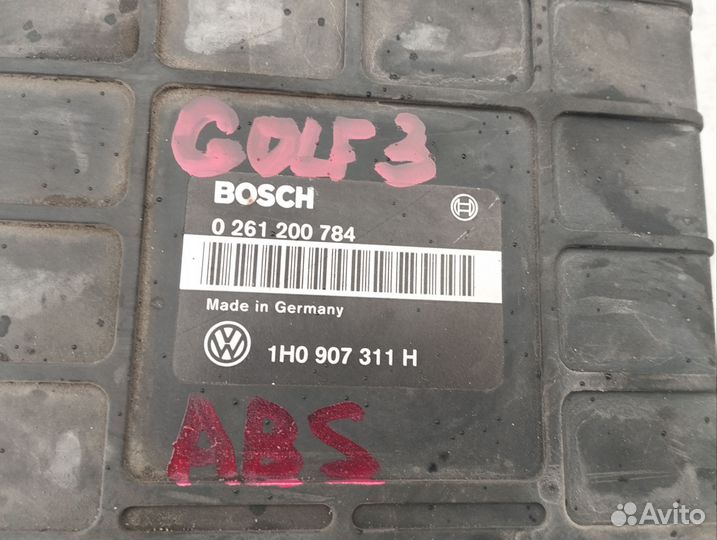 GOLF 3
BOSCH
0 261 200 784
Made in Germany
1H0 907 311 H
ABS
Avito